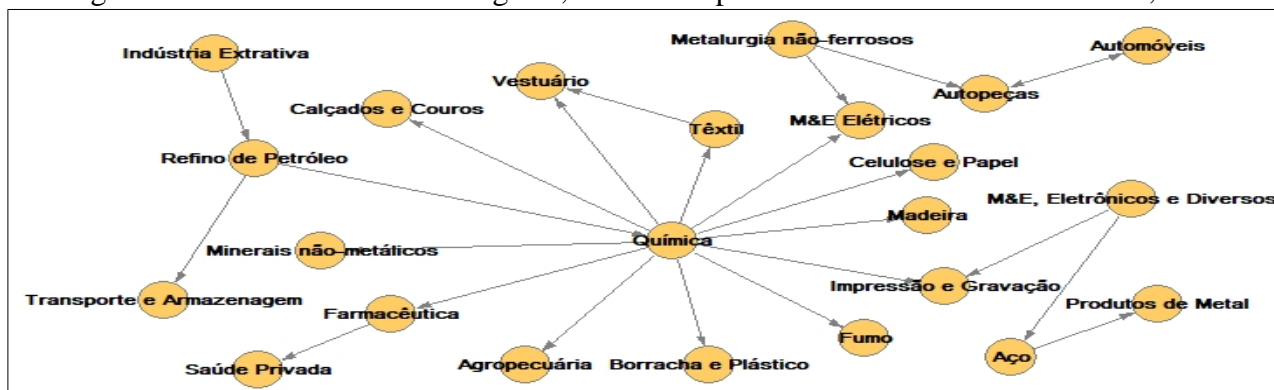 Indústria Extrativa
Metalurgia não-ferrosos
Automóveis
Vestuário
Calçados e Couros
Autopeças
Têxtil
M&E Elétricos
Refino de Petróleo
Celulose e Papel
M&E, Eletrônicos e Diversos
Madeira
Química
Minerais não-metálicos
Impressão e Gravação
Transporte e Armazenagem
Produtos de Metal
Farmacêutica
Fumo
Aço
Saúde Privada
Agropecuária
Borracha e Plástico